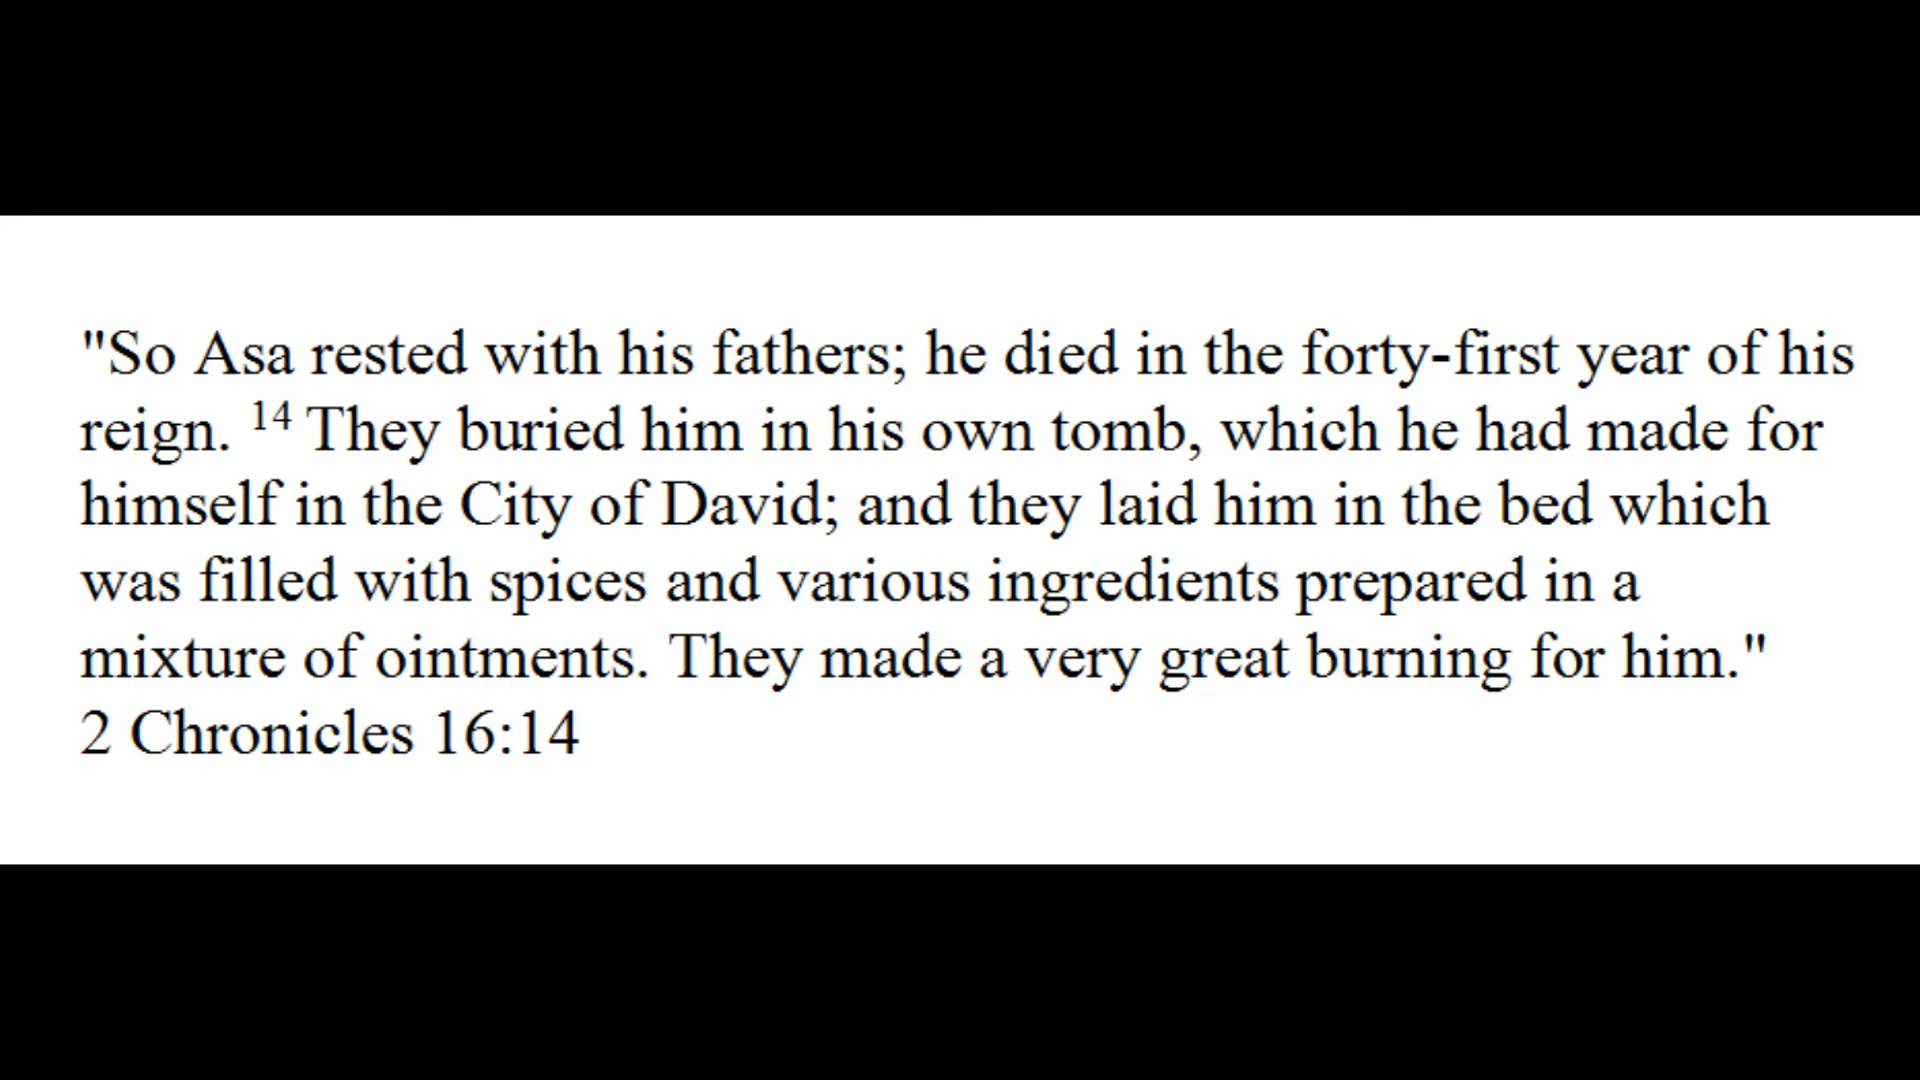 "So Asa rested with his fathers; he died in the forty-first year of his
reign. 14 They buried him in his own tomb, which he had made for
himself in the City of David; and they laid him in the bed which
was filled with spices and various ingredients prepared in a
mixture of ointments. They made a very great burning for him."
2 Chronicles 16:14